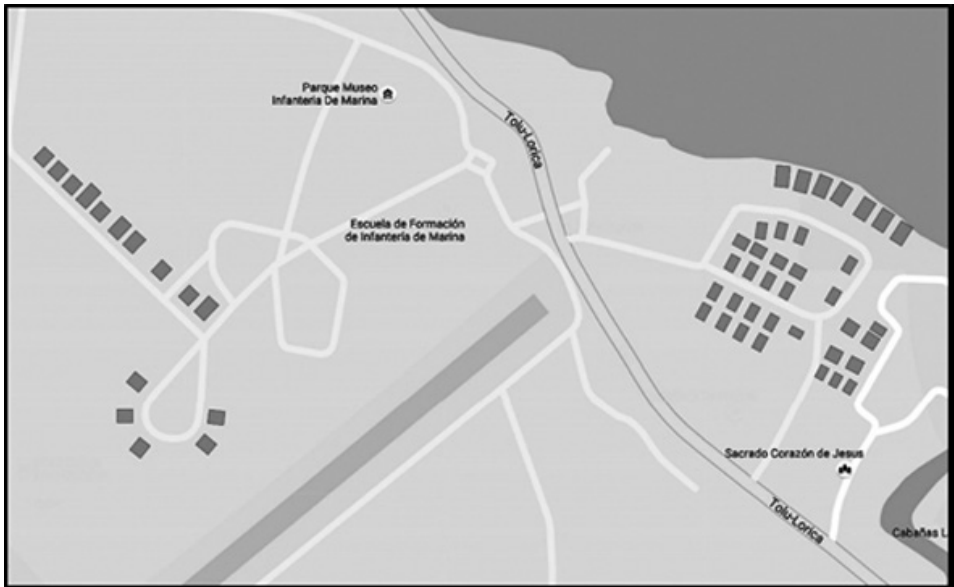 Parque Museo
Infantería De Marina
Tolu-Lorica
Escuela de Formación
de Infantería de Marina
Sacrado Corazón de Jesus
Tolu-Lorica
Cabañas L